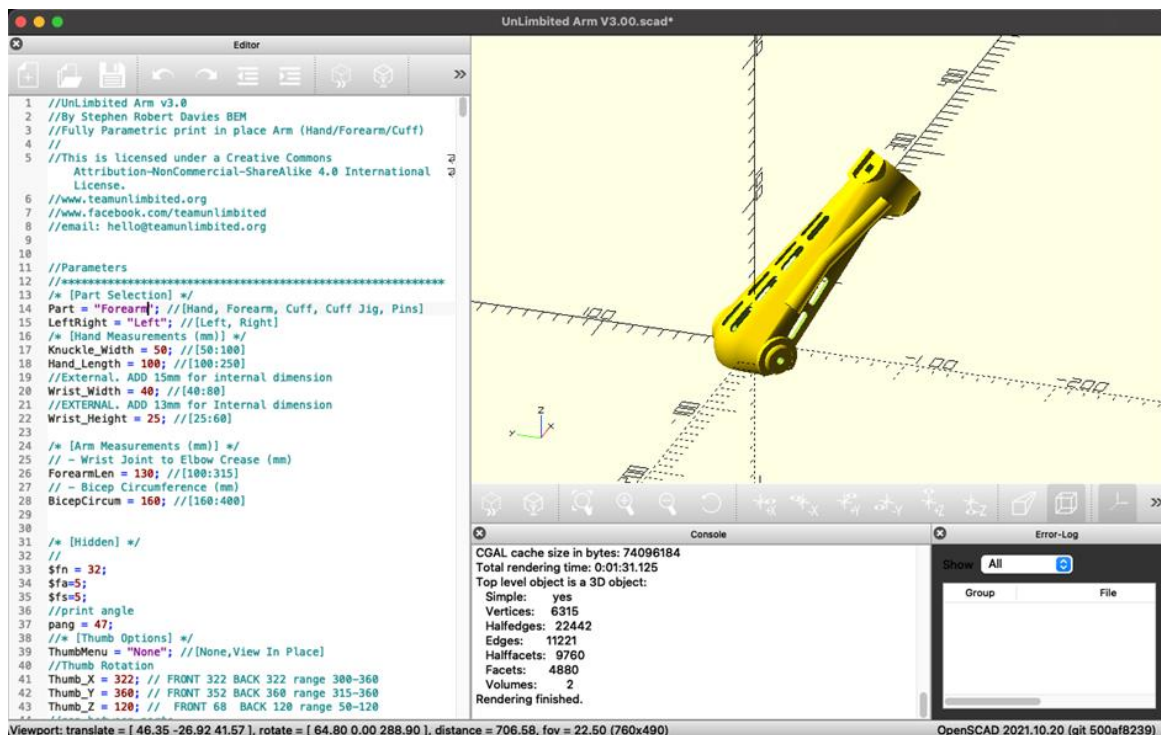 UnLimbited Arm V3.00.scad*
Editor
1 //UnLimbited Arm v3.0
2 //By Stephen Robert Davies BEM
3 //Fully Parametric print in place Arm (Hand/Forearm/Cuff)
4 //
5 //This is licensed under a Creative Commons
Attribution-NonCommercial-ShareAlike 4.0 International
License.
6 //www.teamunlimbited.org
7 //www.facebook.com/teamunlimbited
8 //email: hello@teamunlimbited.org
9
10
11 //Parameters
12 //*******************************************************
13 /* [Part Selection] */
14 Part = "Forearm"; //[Hand, Forearm, Cuff, Cuff Jig, Pins]
15 LeftRight = "Left"; //[Left, Right]
16 /* [Hand Measurements (mm)] */
17 Knuckle_Width = 50; //[50:100]
18 Hand_Length = 100; //[100:250]
19 //External. ADD 15mm for internal dimension
20 Wrist_Width = 40; //[40:80]
21 //EXTERNAL. ADD 13mm for Internal dimension
22 Wrist_Height = 25; //[25:60]
23
24 /* [Arm Measurements (mm)] */
25 // - Wrist Joint to Elbow Crease (mm)
26 ForearmLen = 130; //[100:315]
27 // - Bicep Circumference (mm)
28 BicepCircum = 160; //[160:400]
29
30
31 /* [Hidden] */
32 //
33 $fn = 32;
34 $fa=5;
35 $fs=5;
36 //print angle
37 pang = 47;
38 //* [Thumb Options] */
39 ThumbMenu = "None"; //[None,View In Place]
40 //Thumb Rotation
41 Thumb_X = 322; // FRONT 322 BACK 322 range 300-360
42 Thumb_Y = 360; // FRONT 352 BACK 360 range 315-360
43 Thumb_Z = 120; // FRONT 68 BACK 120 range 50-120
100
-100
-200
z
y
x
Console
CGAL cache size in bytes: 74096184
Total rendering time: 0:01:31.125
Top level object is a 3D object:
Simple: yes
Vertices: 6315
Halfedges: 22442
Edges: 11221
Halffacets: 9760
Facets: 4880
Volumes: 2
Rendering finished.
Error-Log
Show All
Group File
Viewport: translate = [ 46.35 -26.92 41.57 ], rotate = [ 64.80 0.00 288.90 ], distance = 706.58, fov = 22.50 (760x490)
OpenSCAD 2021.10.20 (git 500af8239)